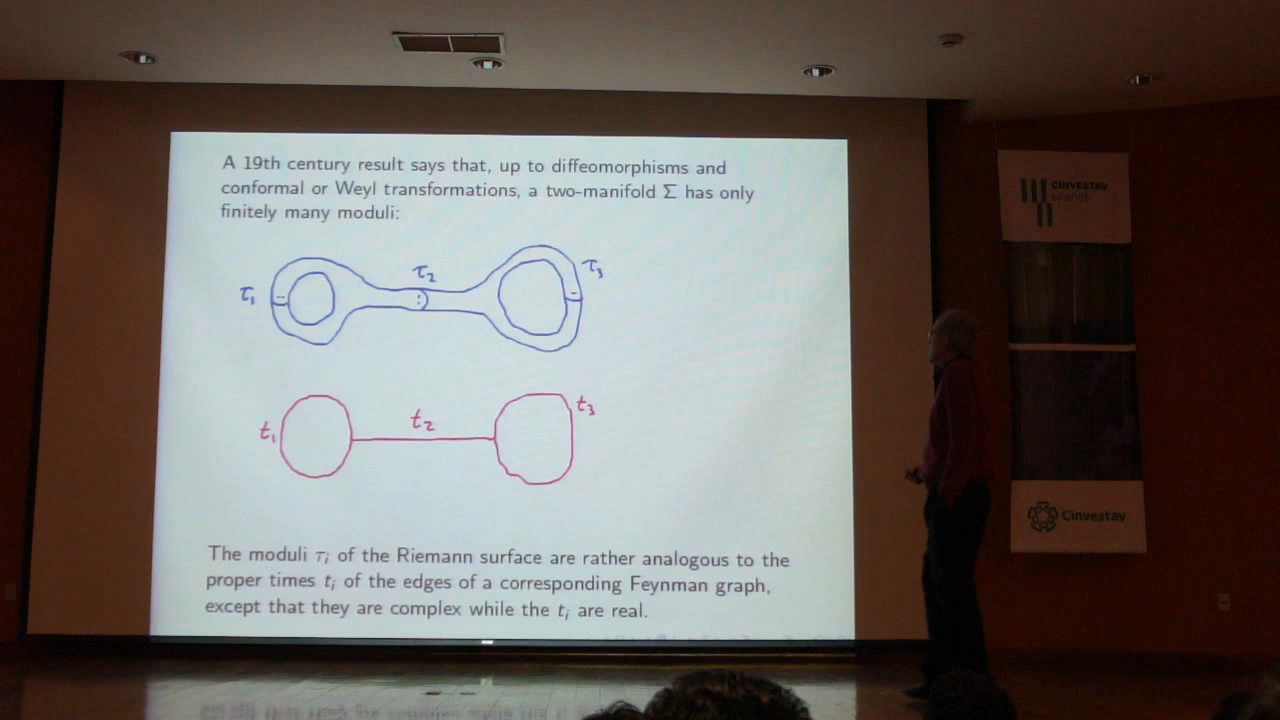 A 19th century result says that, up to diffeomorphisms and
conformal or Weyl transformations, a two-manifold Σ has only
finitely many moduli:
τ₁
τ₂
τ₃
t₁
t₂
t₃
The moduli τᵢ of the Riemann surface are rather analogous to the
proper times tᵢ of the edges of a corresponding Feynman graph,
except that they are complex while the tᵢ are real.
CINVESTAV
Cinvestav